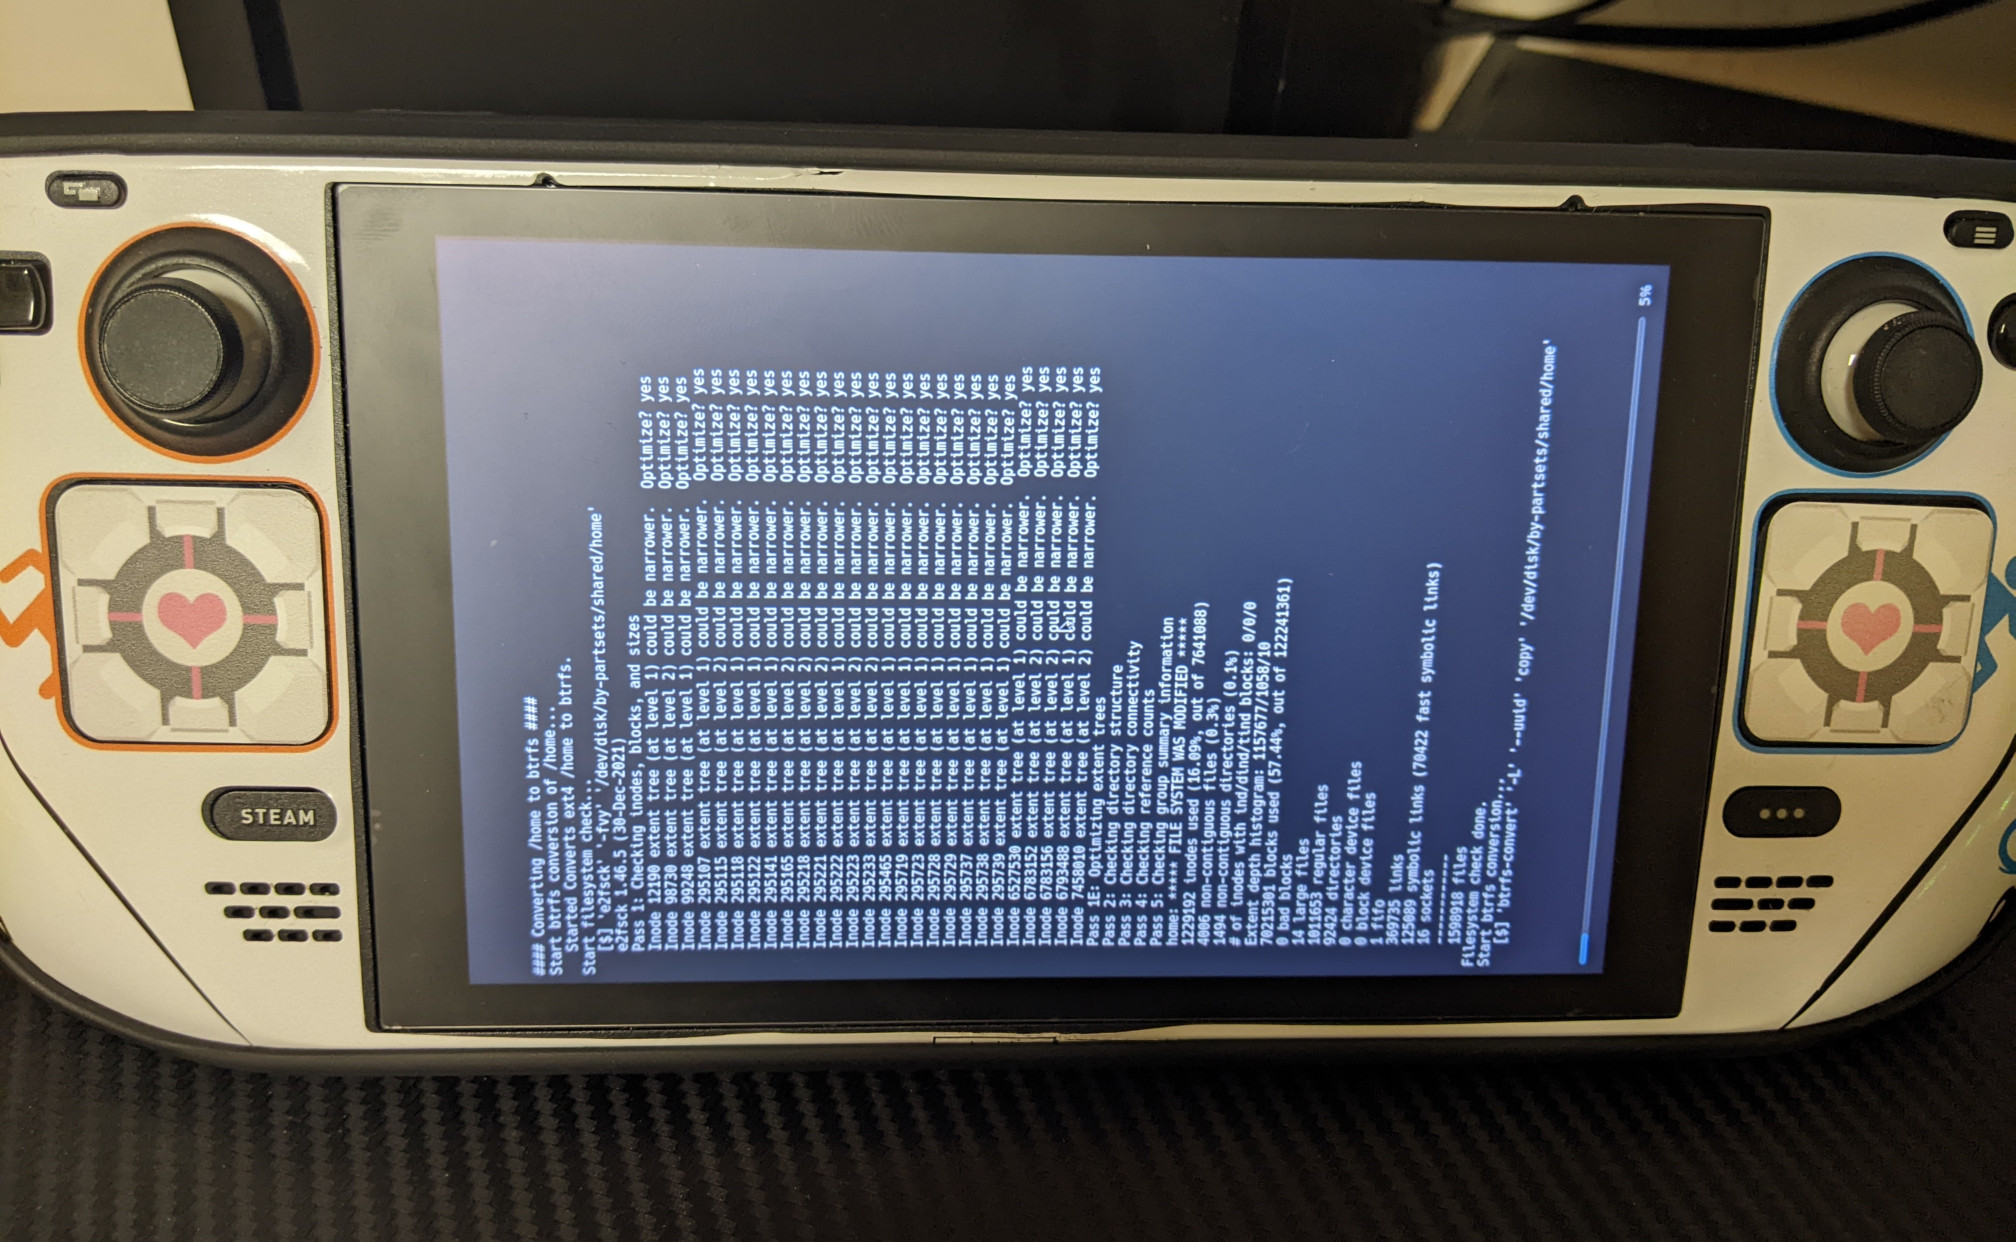 #### Converting /home to btrfs ####
Start btrfs conversion of /home...
Started Converts ext4 /home to btrfs.
Start filesystem check...
[$] 'e2fsck' '-fvy' '/dev/disk/by-partsets/shared/home'
e2fsck 1.46.5 (30-Dec-2021)
Pass 1: Checking inodes, blocks, and sizes
Inode 12190 extent tree (at level 1) could be narrower.  Optimize? yes
Inode 98730 extent tree (at level 2) could be narrower.  Optimize? yes
Inode 99248 extent tree (at level 1) could be narrower.  Optimize? yes
Inode 295107 extent tree (at level 1) could be narrower.  Optimize? yes
Inode 295115 extent tree (at level 2) could be narrower.  Optimize? yes
Inode 295118 extent tree (at level 1) could be narrower.  Optimize? yes
Inode 295122 extent tree (at level 1) could be narrower.  Optimize? yes
Inode 295141 extent tree (at level 1) could be narrower.  Optimize? yes
Inode 295165 extent tree (at level 2) could be narrower.  Optimize? yes
Inode 295218 extent tree (at level 2) could be narrower.  Optimize? yes
Inode 295221 extent tree (at level 2) could be narrower.  Optimize? yes
Inode 295222 extent tree (at level 1) could be narrower.  Optimize? yes
Inode 295223 extent tree (at level 2) could be narrower.  Optimize? yes
Inode 295233 extent tree (at level 2) could be narrower.  Optimize? yes
Inode 295465 extent tree (at level 1) could be narrower.  Optimize? yes
Inode 295719 extent tree (at level 1) could be narrower.  Optimize? yes
Inode 295723 extent tree (at level 1) could be narrower.  Optimize? yes
Inode 295728 extent tree (at level 1) could be narrower.  Optimize? yes
Inode 295729 extent tree (at level 1) could be narrower.  Optimize? yes
Inode 295737 extent tree (at level 1) could be narrower.  Optimize? yes
Inode 295738 extent tree (at level 1) could be narrower.  Optimize? yes
Inode 295739 extent tree (at level 1) could be narrower.  Optimize? yes
Inode 6527530 extent tree (at level 1) could be narrower.  Optimize? yes
Inode 6783152 extent tree (at level 2) could be narrower.  Optimize? yes
Inode 6783156 extent tree (at level 2) could be narrower.  Optimize? yes
Inode 6793488 extent tree (at level 1) could be narrower.  Optimize? yes
Inode 7458010 extent tree (at level 2) could be narrower.  Optimize? yes
Pass 1E: Optimizing extent trees
Pass 2: Checking directory structure
Pass 3: Checking directory connectivity
Pass 4: Checking reference counts
Pass 5: Checking group summary information
home: ***** FILE SYSTEM WAS MODIFIED *****
1229192 inodes used (16.09%, out of 7641088)
4006 non-contiguous files (0.3%)
1494 non-contiguous directories (0.1%)
# of inodes with ind/dind/tind blocks: 0/0/0
Extent depth histogram: 1157677/1058/10
70215301 blocks used (57.44%, out of 122241361)
0 bad blocks
14 large files
1011653 regular files
92424 directories
0 character device files
0 block device files
1 fifo
369735 links
125089 symbolic links (70422 fast symbolic links)
16 sockets
------------
1598918 files
Filesystem check done.
Start btrfs conversion...
[$] 'btrfs-convert' '-L' '--uuid' 'copy' '/dev/disk/by-partsets/shared/home'
5%
STEAM